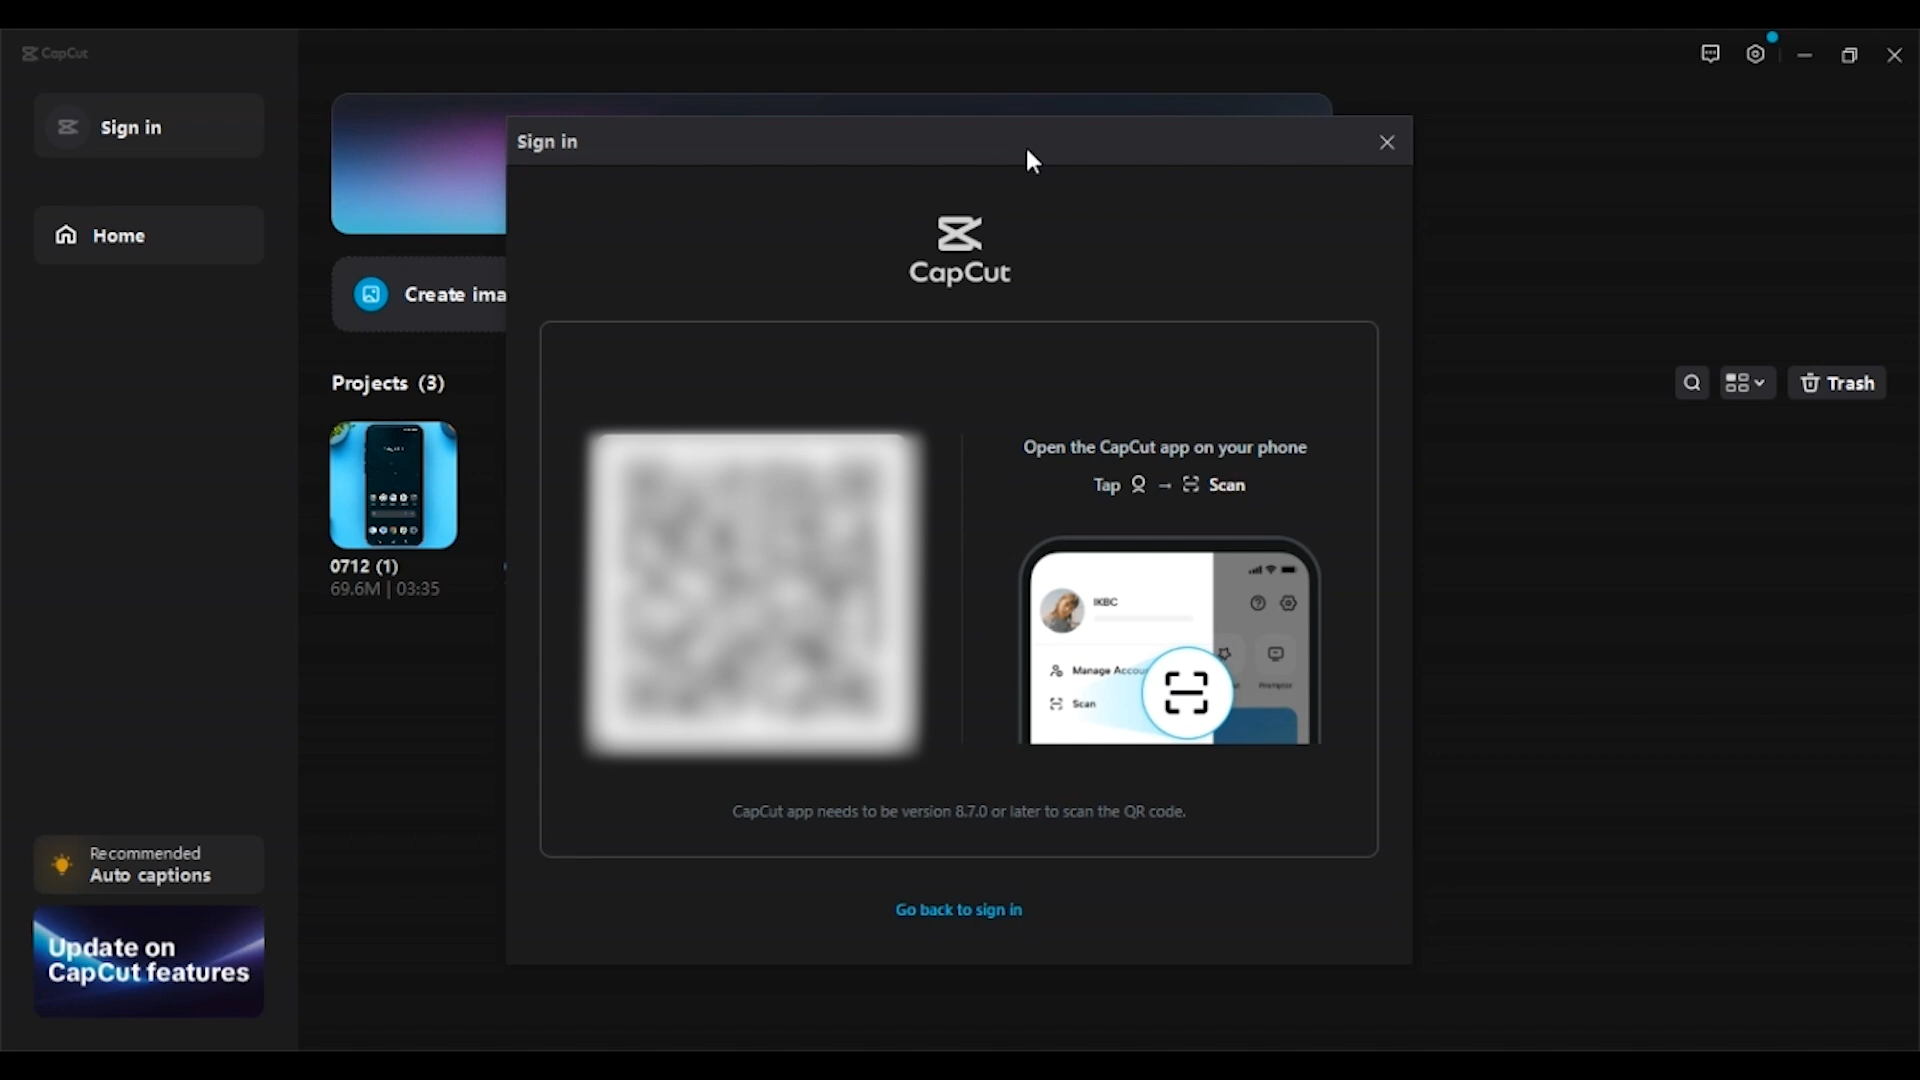 CapCut
Sign in
Home
Sign in
CapCut
Create ima
Projects (3)
Trash
0712 (1)
69.6M | 03:35
Open the CapCut app on your phone
Tap → Scan
IKBC
Manage Accou
Scan
Prompter
CapCut app needs to be version 8.7.0 or later to scan the QR code.
Go back to sign in
Recommended
Auto captions
Update on
CapCut features